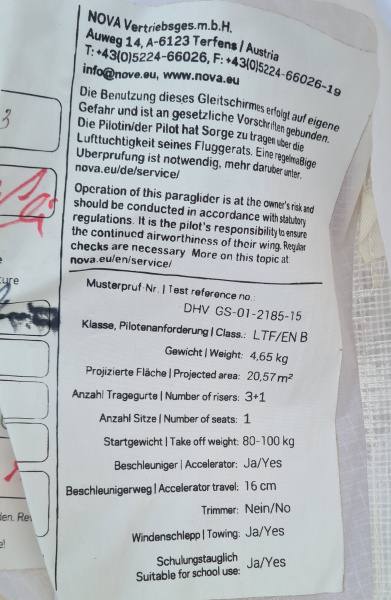 NOVA Vertriebsges.m.b.H.
Auweg 14, A-6123 Terfens / Austria
T: +43(0)5224-66026, F: +43(0)5224-66026-19
info@nova.eu, www.nova.eu
Die Benutzung dieses Gleitschirmes erfolgt auf eigene
Gefahr und ist an gesetzliche Vorschriften gebunden.
Die Pilotin/der Pilot hat Sorge zu tragen über die
Lufttüchtigkeit seines Fluggeräts. Eine regelmäßige
Überprüfung ist notwendig, mehr darüber unter.
nova.eu/de/service/
Operation of this paraglider is at the owner's risk and
should be conducted in accordance with statutory
regulations. It is the pilot's responsibility to ensure
the continued airworthiness of their wing. Regular
checks are necessary More on this topic at
nova.eu/en/service/
Musterpruf-Nr. | Test reference no.:
DHV GS-01-2185-15
Klasse, Pilotenanforderung | Class.: LTF/EN B
Gewicht | Weight: 4,65 kg
Projizierte Fläche | Projected area: 20,57 m²
Anzahl Tragegurte | Number of risers: 3+1
Anzahl Sitze | Number of seats: 1
Startgewicht | Take off weight: 80-100 kg
Beschleuniger | Accelerator: Ja/Yes
Beschleunigerweg | Accelerator travel: 16 cm
Trimmer: Nein/No
Windenschlepp | Towing: Ja/Yes
Schulungstauglich
Suitable for school use: Ja/Yes
3
ture
den. Rev
e!